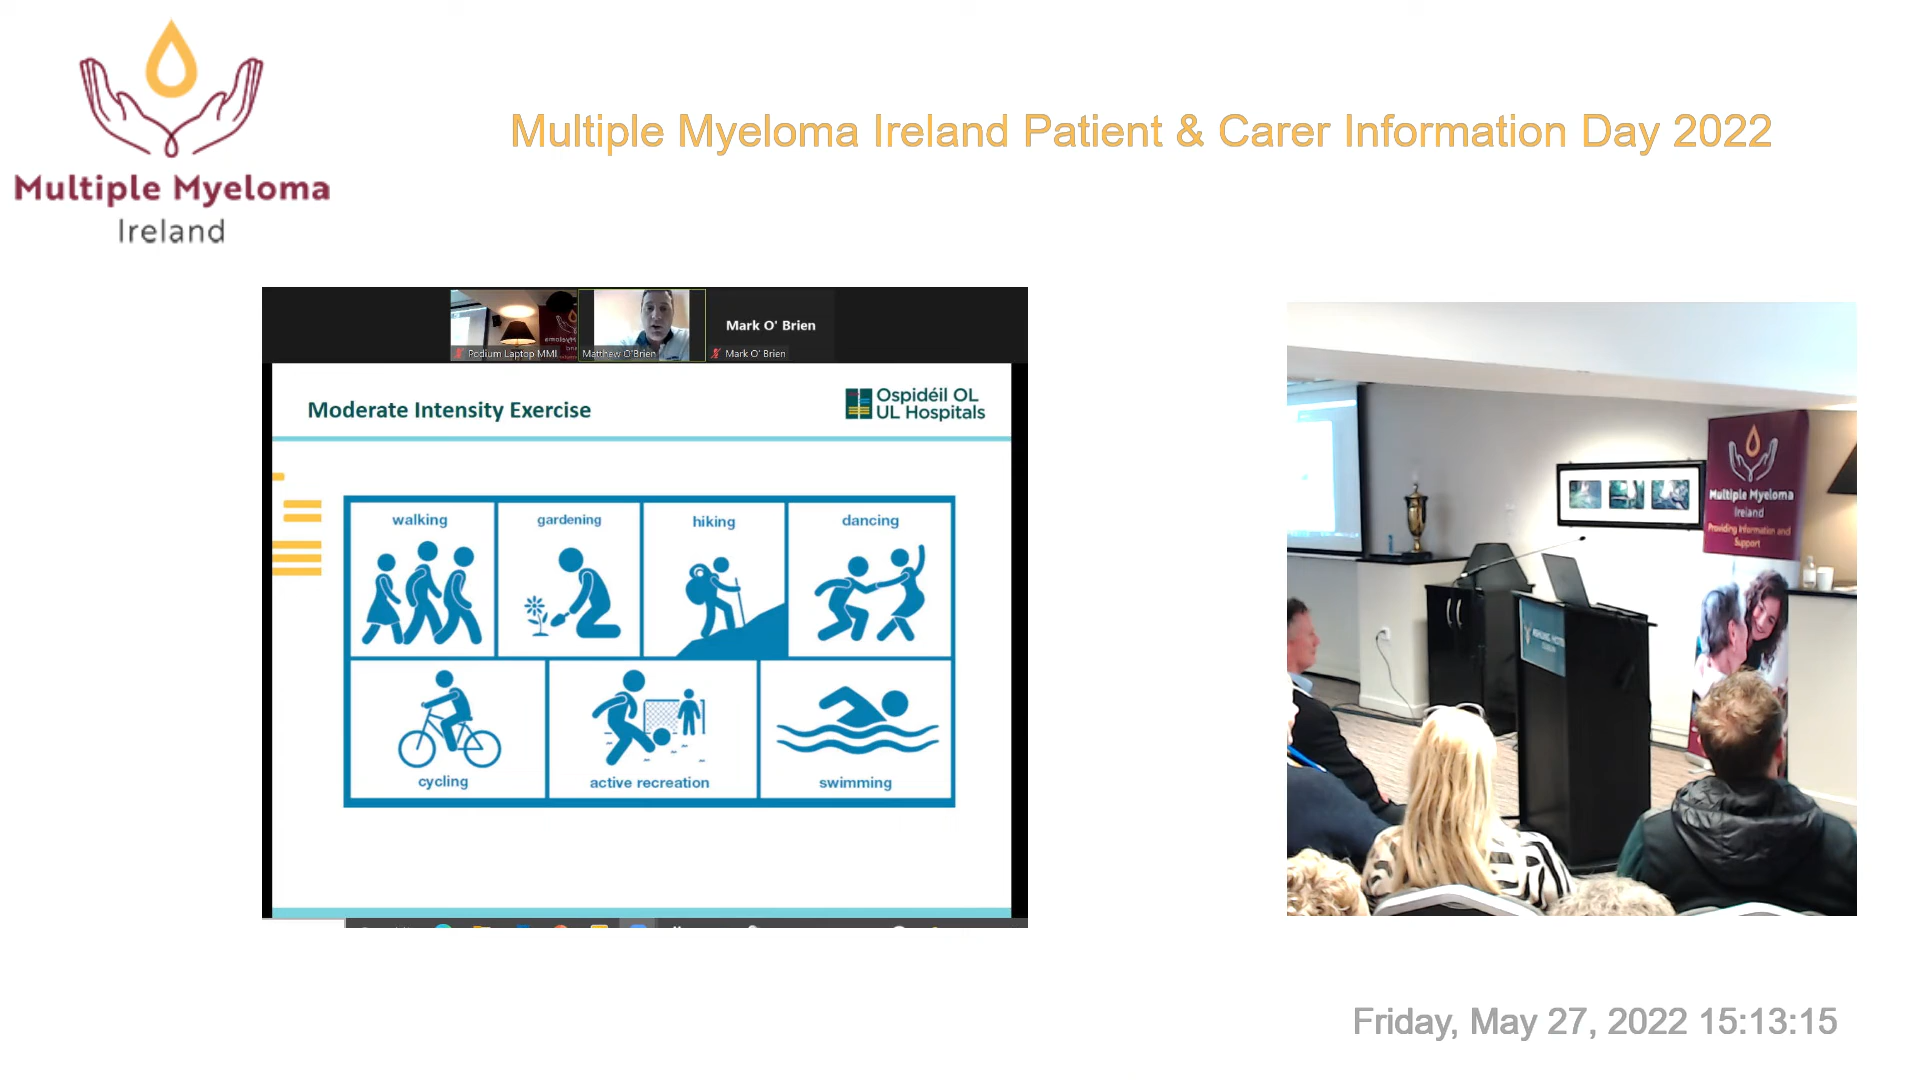 Multiple Myeloma
Ireland
Multiple Myeloma Ireland Patient & Carer Information Day 2022
Mark O' Brien
Podium Laptop MMI
Matthew O'Brien
Mark O' Brien
Moderate Intensity Exercise
Ospidéil OL
UL Hospitals
walking
gardening
hiking
dancing
cycling
active recreation
swimming
Multiple Myeloma
Ireland
Providing Information and
Support
Friday, May 27, 2022 15:13:15